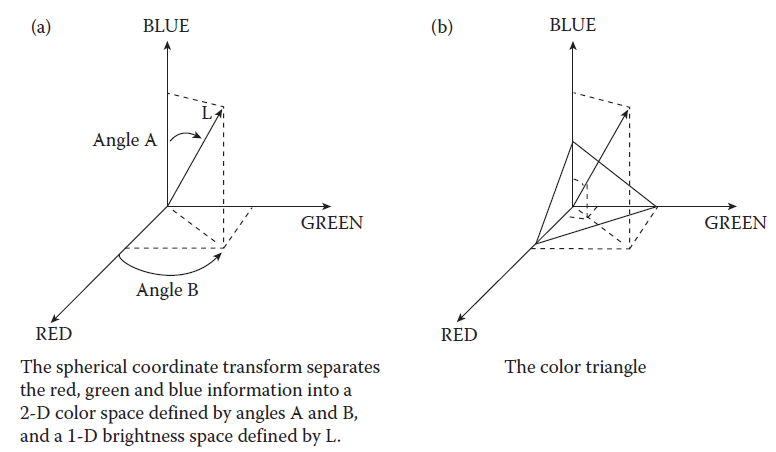 (a)
BLUE
L
Angle A
GREEN
Angle B
RED
The spherical coordinate transform separates
the red, green and blue information into a
2-D color space defined by angles A and B,
and a 1-D brightness space defined by L.
(b)
BLUE
GREEN
RED
The color triangle